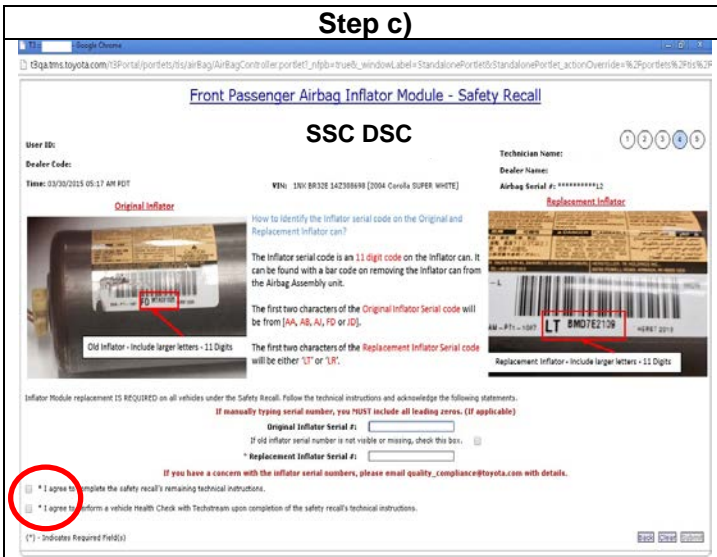 Step c)
T3 :: - Google Chrome
t3qa.tms.toyota.com/t3Portal/portlets/tis/airBag/AirBagController.portlet?_nfpb=true&_windowLabel=StandalonePortlet&StandalonePortlet_actionOverride=%2Fportlets%2Ftis%2F
Front Passenger Airbag Inflator Module - Safety Recall
SSC DSC
1 2 3 4 5
User ID:
Technician Name:
Dealer Code:
Dealer Name:
Time: 03/30/2015 05:17 AM PDT
VIN: 1NX BR32E 14Z308698 [2004 Corolla SUPER WHITE]
Airbag Serial #: **********12
Original Inflator
Replacement Inflator
How to Identify the Inflator serial code on the Original and
Replacement Inflator can?
The Inflator serial code is an 11 digit code on the Inflator can. It
can be found with a bar code on removing the Inflator can from
the Airbag Assembly unit.
The first two characters of the Original Inflator Serial code will
be from [AA, AB, AJ, FD or JD].
The first two characters of the Replacement Inflator Serial code
will be either 'LT' or 'LR'.
FD
Old Inflator - Include larger letters - 11 Digits
LT BMD7E2109
Replacement Inflator - Include larger letters - 11 Digits
Inflator Module replacement IS REQUIRED on all vehicles under the Safety Recall. Follow the technical instructions and acknowledge the following statements.
If manually typing serial number, you MUST include all leading zeros. (If applicable)
Original Inflator Serial #:
If old inflator serial number is not visible or missing, check this box.
* Replacement Inflator Serial #:
If you have a concern with the inflator serial numbers, please email quality_compliance@toyota.com with details.
* I agree to complete the safety recall's remaining technical instructions.
* I agree to perform a vehicle Health Check with Techstream upon completion of the safety recall's technical instructions.
(*) - Indicates Required Field(s)
Back Clear Submit